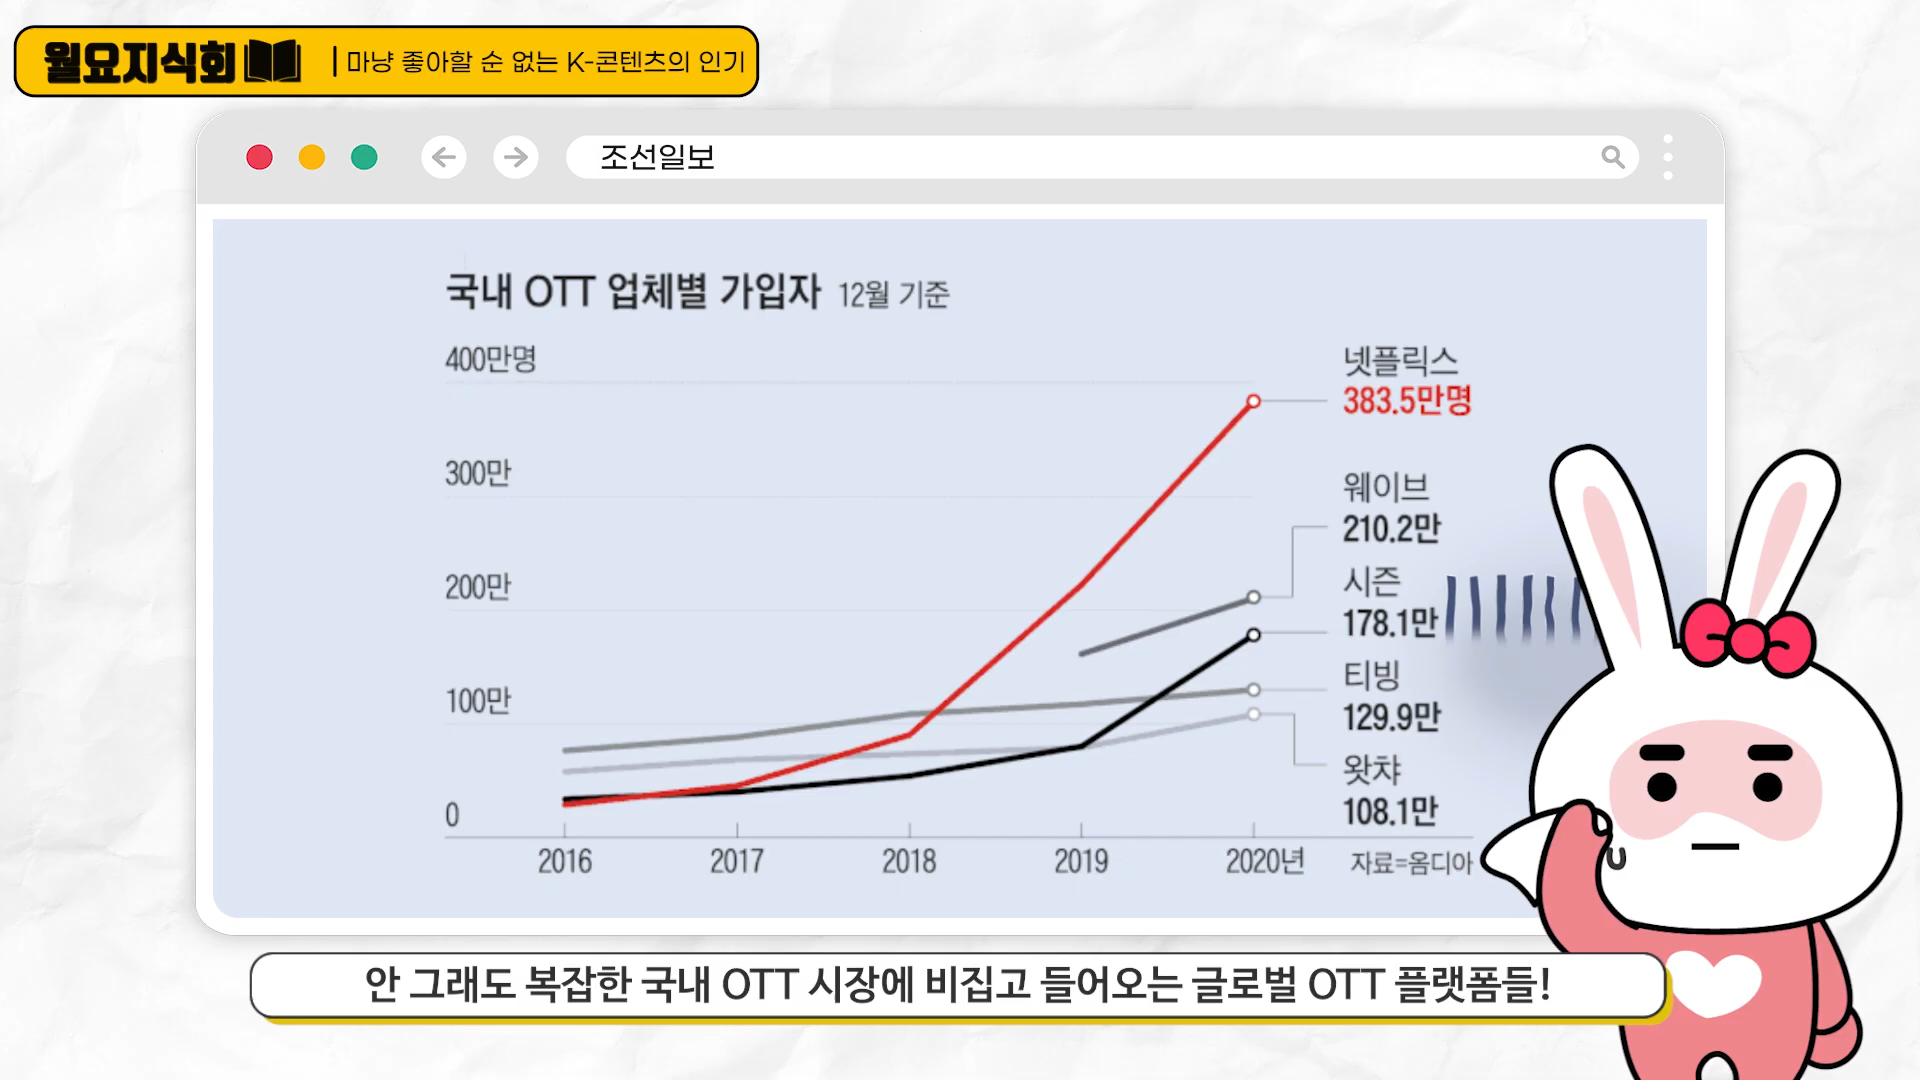 월요지식회
마냥 좋아할 순 없는 K-콘텐츠의 인기
조선일보
국내 OTT 업체별 가입자 12월 기준
400만명
300만
200만
100만
0
2016 2017 2018 2019 2020년
넷플릭스
383.5만명
웨이브
210.2만
시즌
178.1만
티빙
129.9만
왓챠
108.1만
자료=옴디아
안 그래도 복잡한 국내 OTT 시장에 비집고 들어오는 글로벌 OTT 플랫폼들!